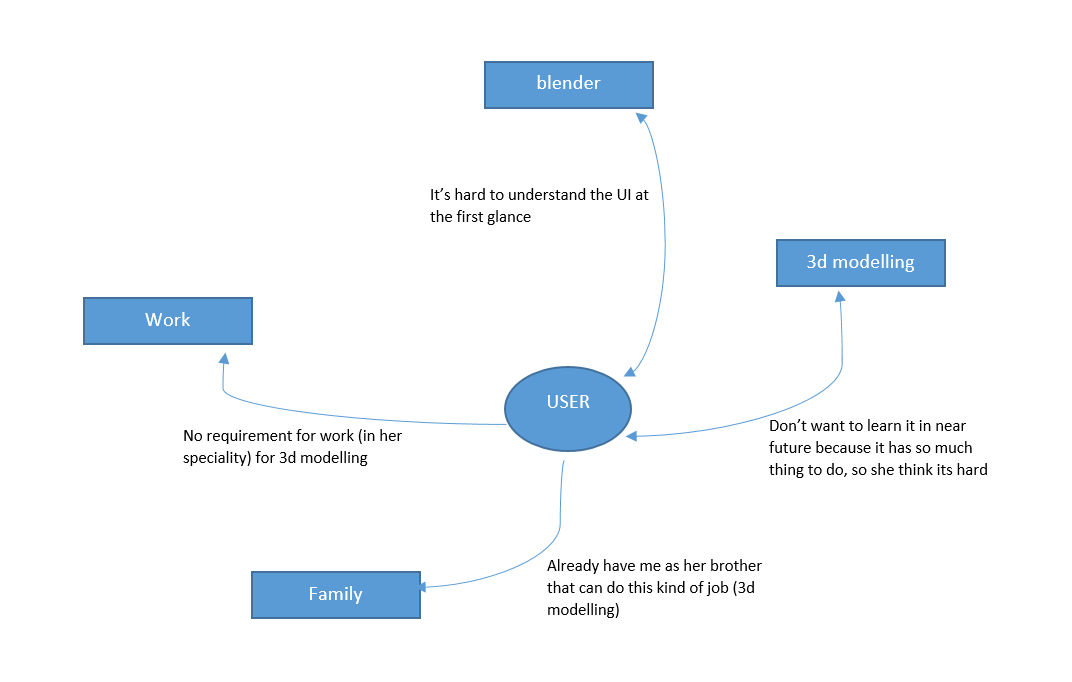 blender
It’s hard to understand the UI at
the first glance
3d modelling
Work
USER
Don’t want to learn it in near
future because it has so much
thing to do, so she think its hard
No requirement for work (in her
speciality) for 3d modelling
Already have me as her brother
that can do this kind of job (3d
modelling)
Family